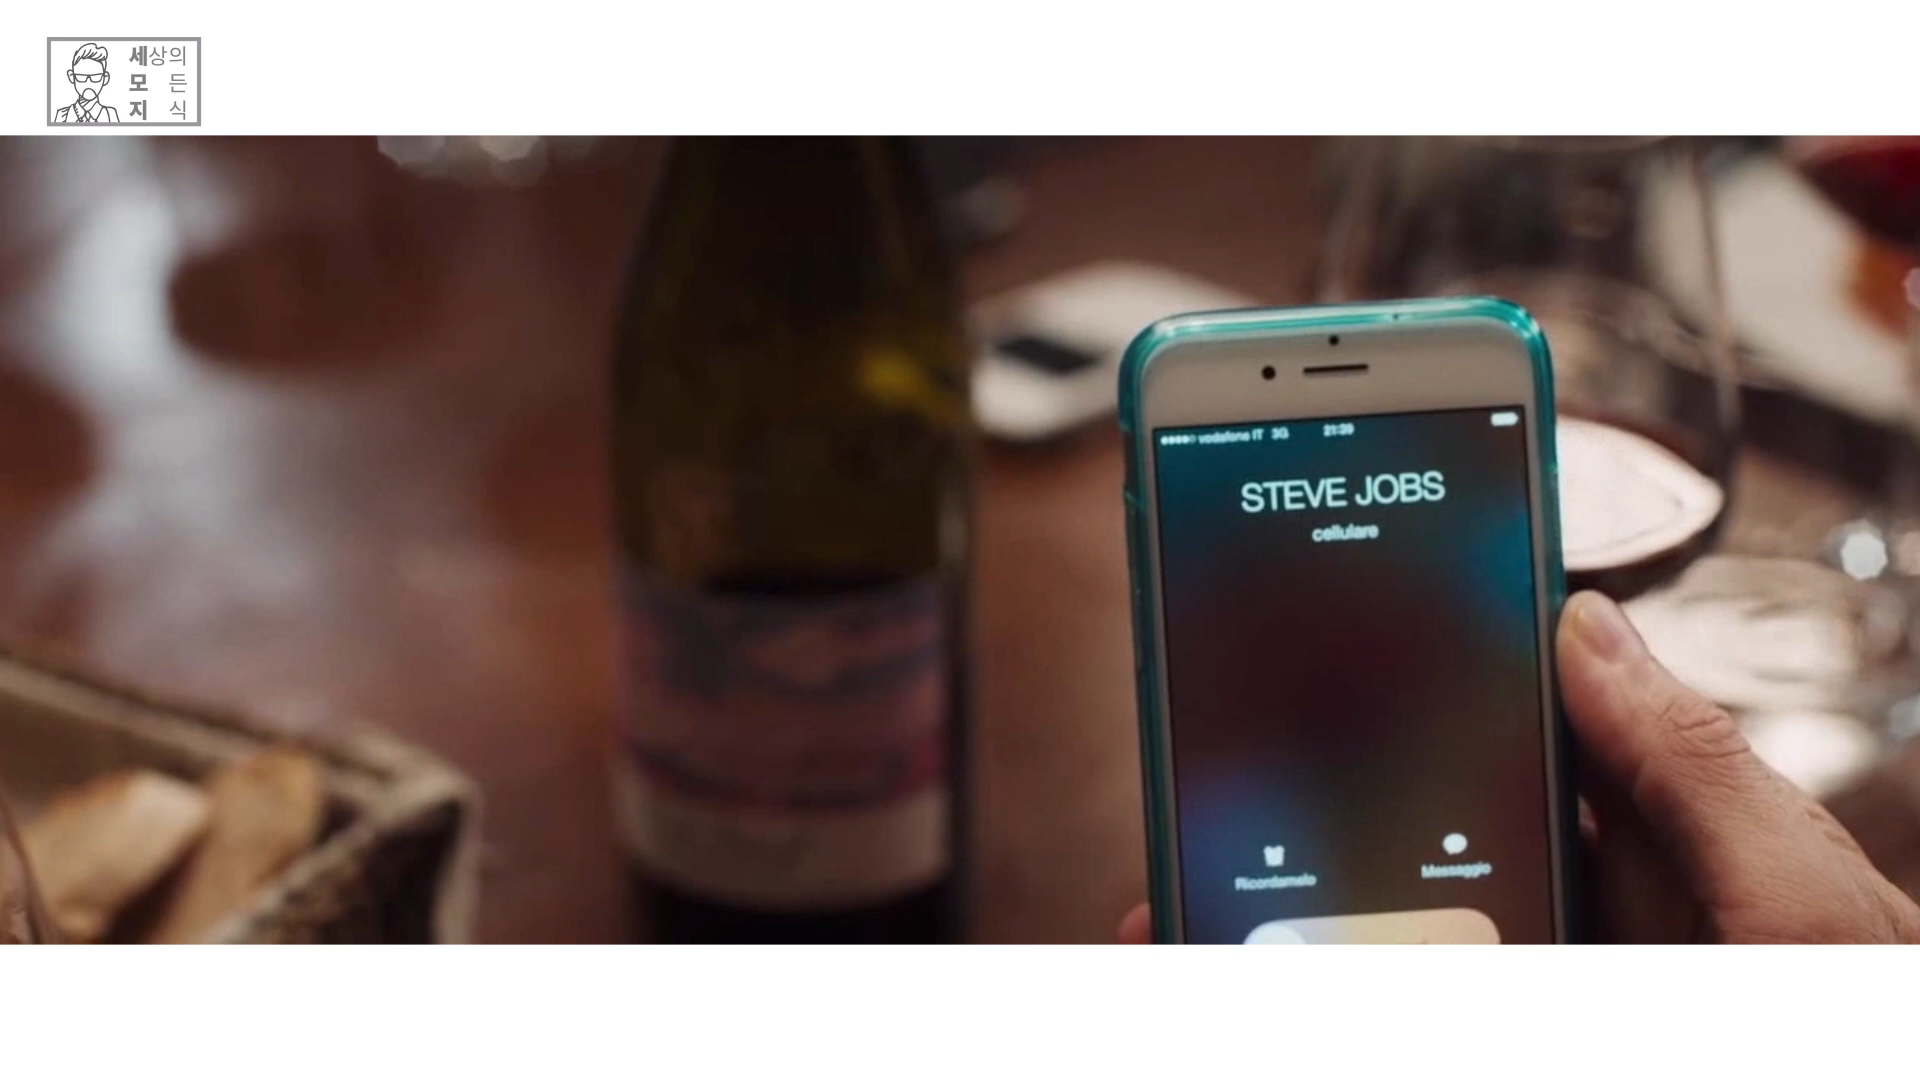 세상의
모든
지식
vodafone IT 3G 21:39
STEVE JOBS
cellulare
Ricordamelo
Messaggio